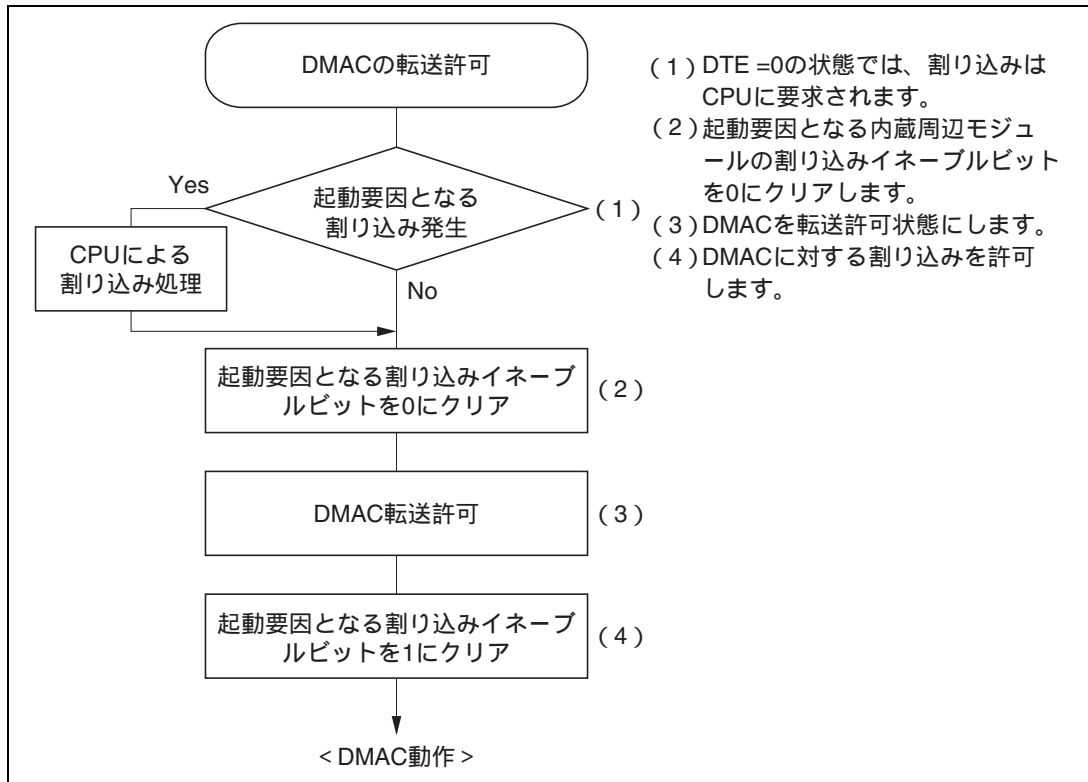 DMACの転送許可
起動要因となる
割り込み発生
(1)
Yes
CPUによる
割り込み処理
No
起動要因となる割り込みイネーブ
ルビットを0にクリア
(2)
DMAC転送許可
(3)
起動要因となる割り込みイネーブ
ルビットを1にクリア
(4)
<DMAC動作>
(1)DTE =0の状態では、割り込みは
CPUに要求されます。
(2)起動要因となる内蔵周辺モジュ
ールの割り込みイネーブルビット
を0にクリアします。
(3)DMACを転送許可状態にします。
(4)DMACに対する割り込みを許可
します。